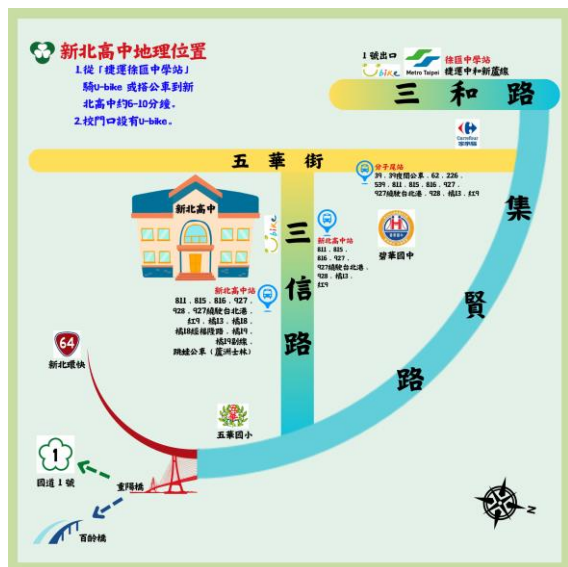 新北高中地理位置
1.從「捷運徐匯中學站」
騎U-bike 或搭公車到新
北高中約6-10分鐘。
2.校門口設有U-bike。
1 號出口
Ubike
Metro Taipei
徐匯中學站
捷運中和新蘆線
三和路
Carrefour
家樂福
五華街
分子尾站
39.39夜間公車.62.226.
539.811.815.816.927.
927繞駛台北港.928.橘13.紅9
新北高中
Ubike
三信路
新北高中站
811.815.
816.927.
927繞駛台北港.
928.橘13.
紅9
碧華國中
集賢路
新北高中站
811.815.816.927.
928.927繞駛台北港.
紅9.橘13.橘18.
橘18經福隆路.橘19.
橘19副線.
跳蛙公車(蘆洲士林)
64
新北環快
五華國小
1
國道1號
重陽橋
百齡橋
N